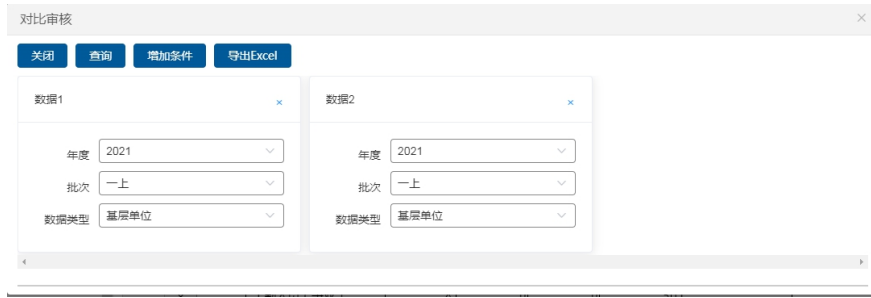 对比审核
关闭 查询 增加条件 导出Excel
数据1 数据2
年度 2021 年度 2021
批次 一上 批次 一上
数据类型 基层单位 数据类型 基层单位